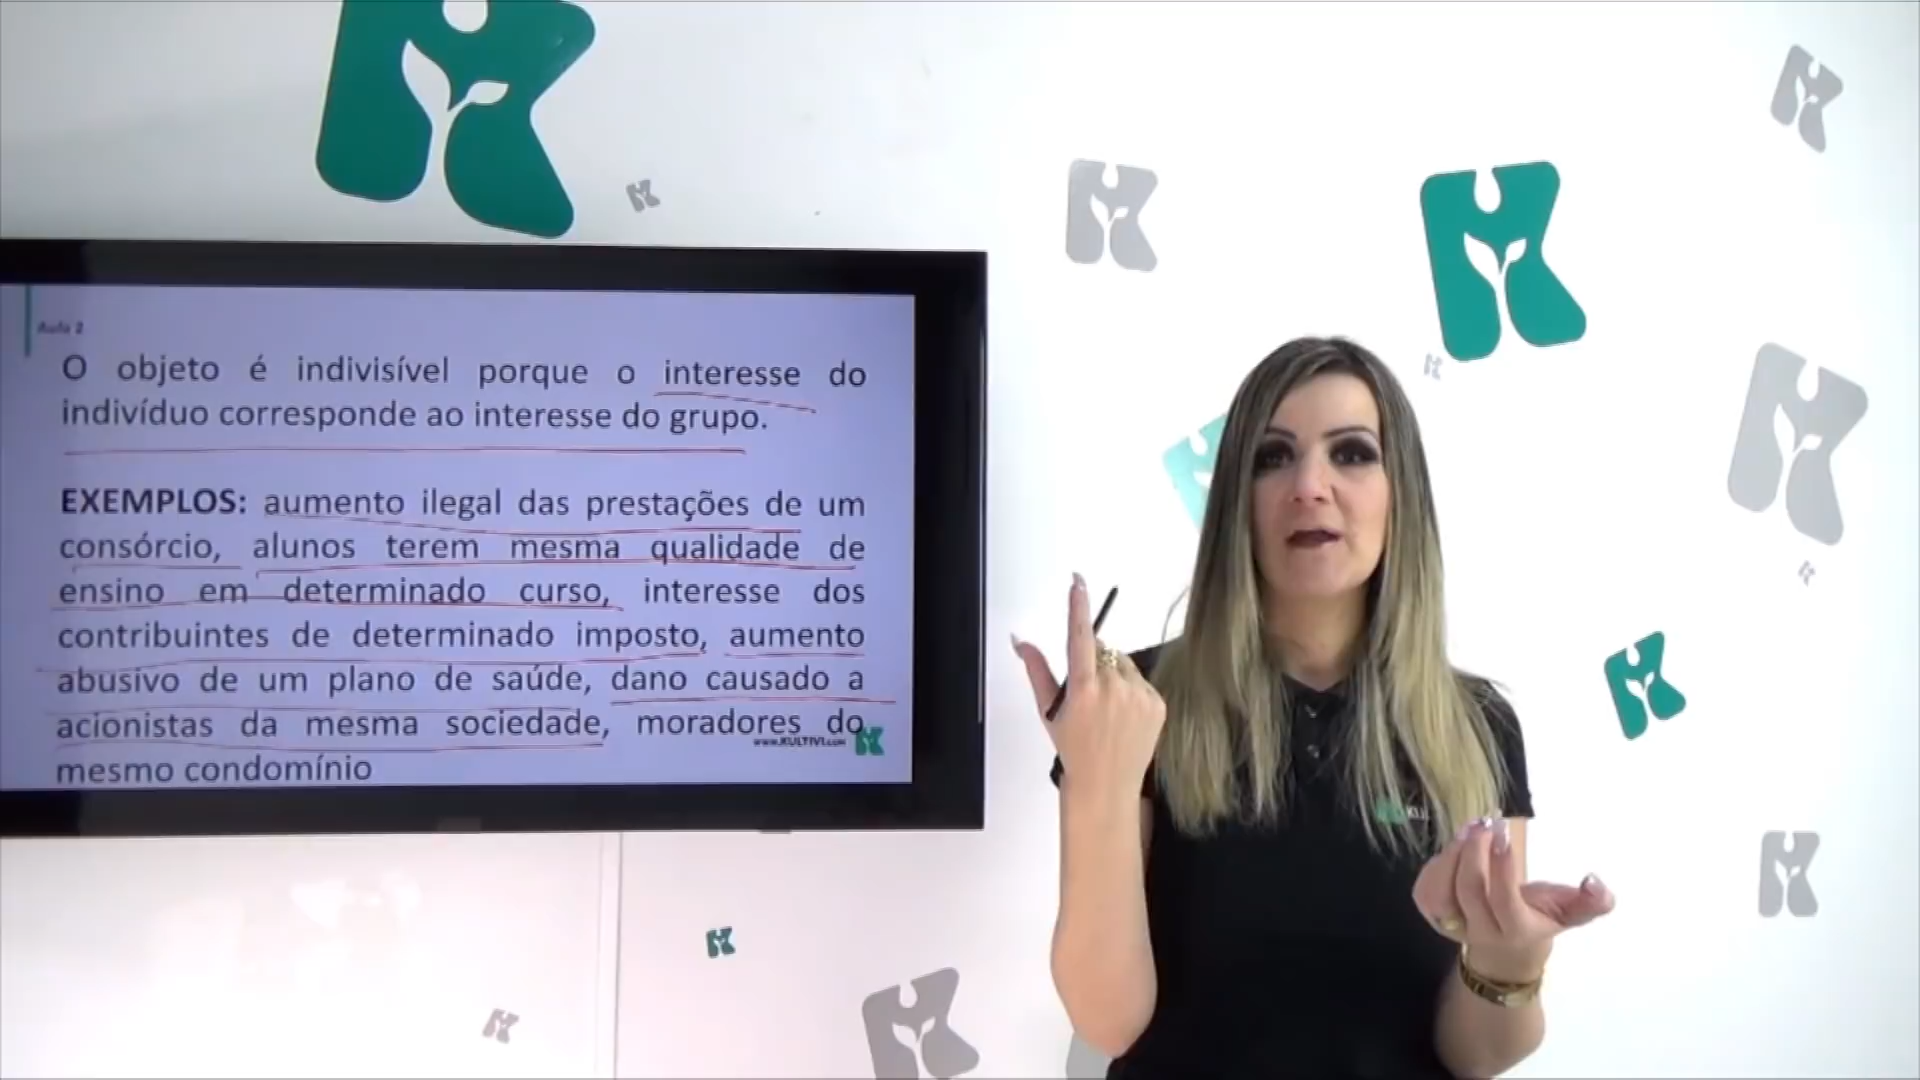 Aula 2
O objeto é indivisível porque o interesse do
indivíduo corresponde ao interesse do grupo.
EXEMPLOS: aumento ilegal das prestações de um
consórcio, alunos terem mesma qualidade de
ensino em determinado curso, interesse dos
contribuintes de determinado imposto, aumento
abusivo de um plano de saúde, dano causado a
acionistas da mesma sociedade, moradores do
www.KULTIVI.com
mesmo condomínio